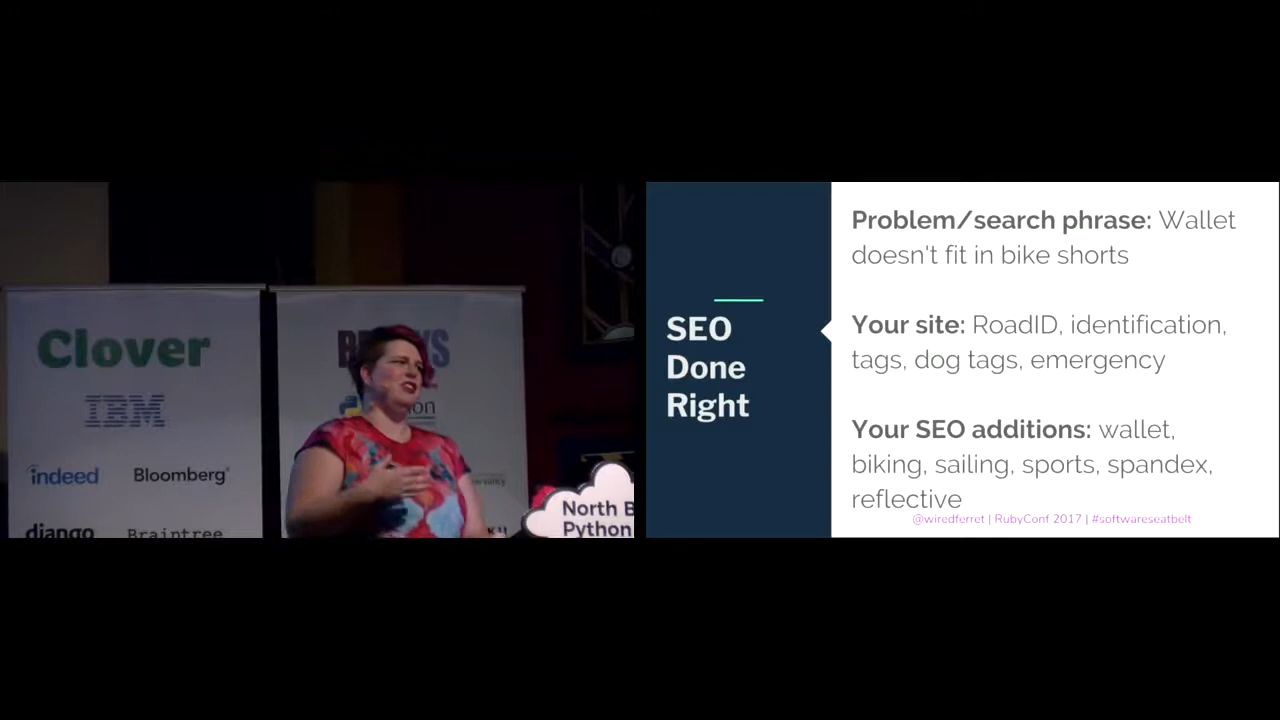 Clover
IBM
indeed
Bloomberg
django
Braintree
North B
Python
SEO
Done
Right
Problem/search phrase: Wallet
doesn't fit in bike shorts
Your site: RoadID, identification,
tags, dog tags, emergency
Your SEO additions: wallet,
biking, sailing, sports, spandex,
reflective
@wiredferret | RubyConf 2017 | #softwareseatbelt